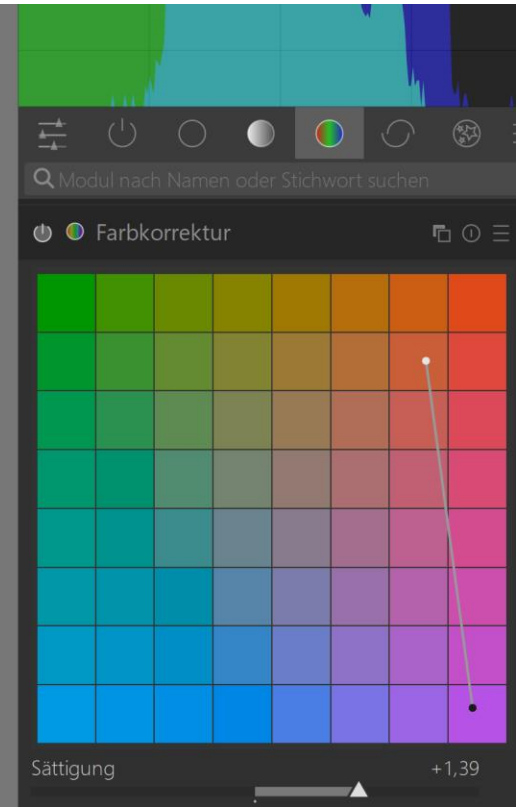 Modul nach Namen oder Stichwort suchen
Farbkorrektur
Sättigung +1,39